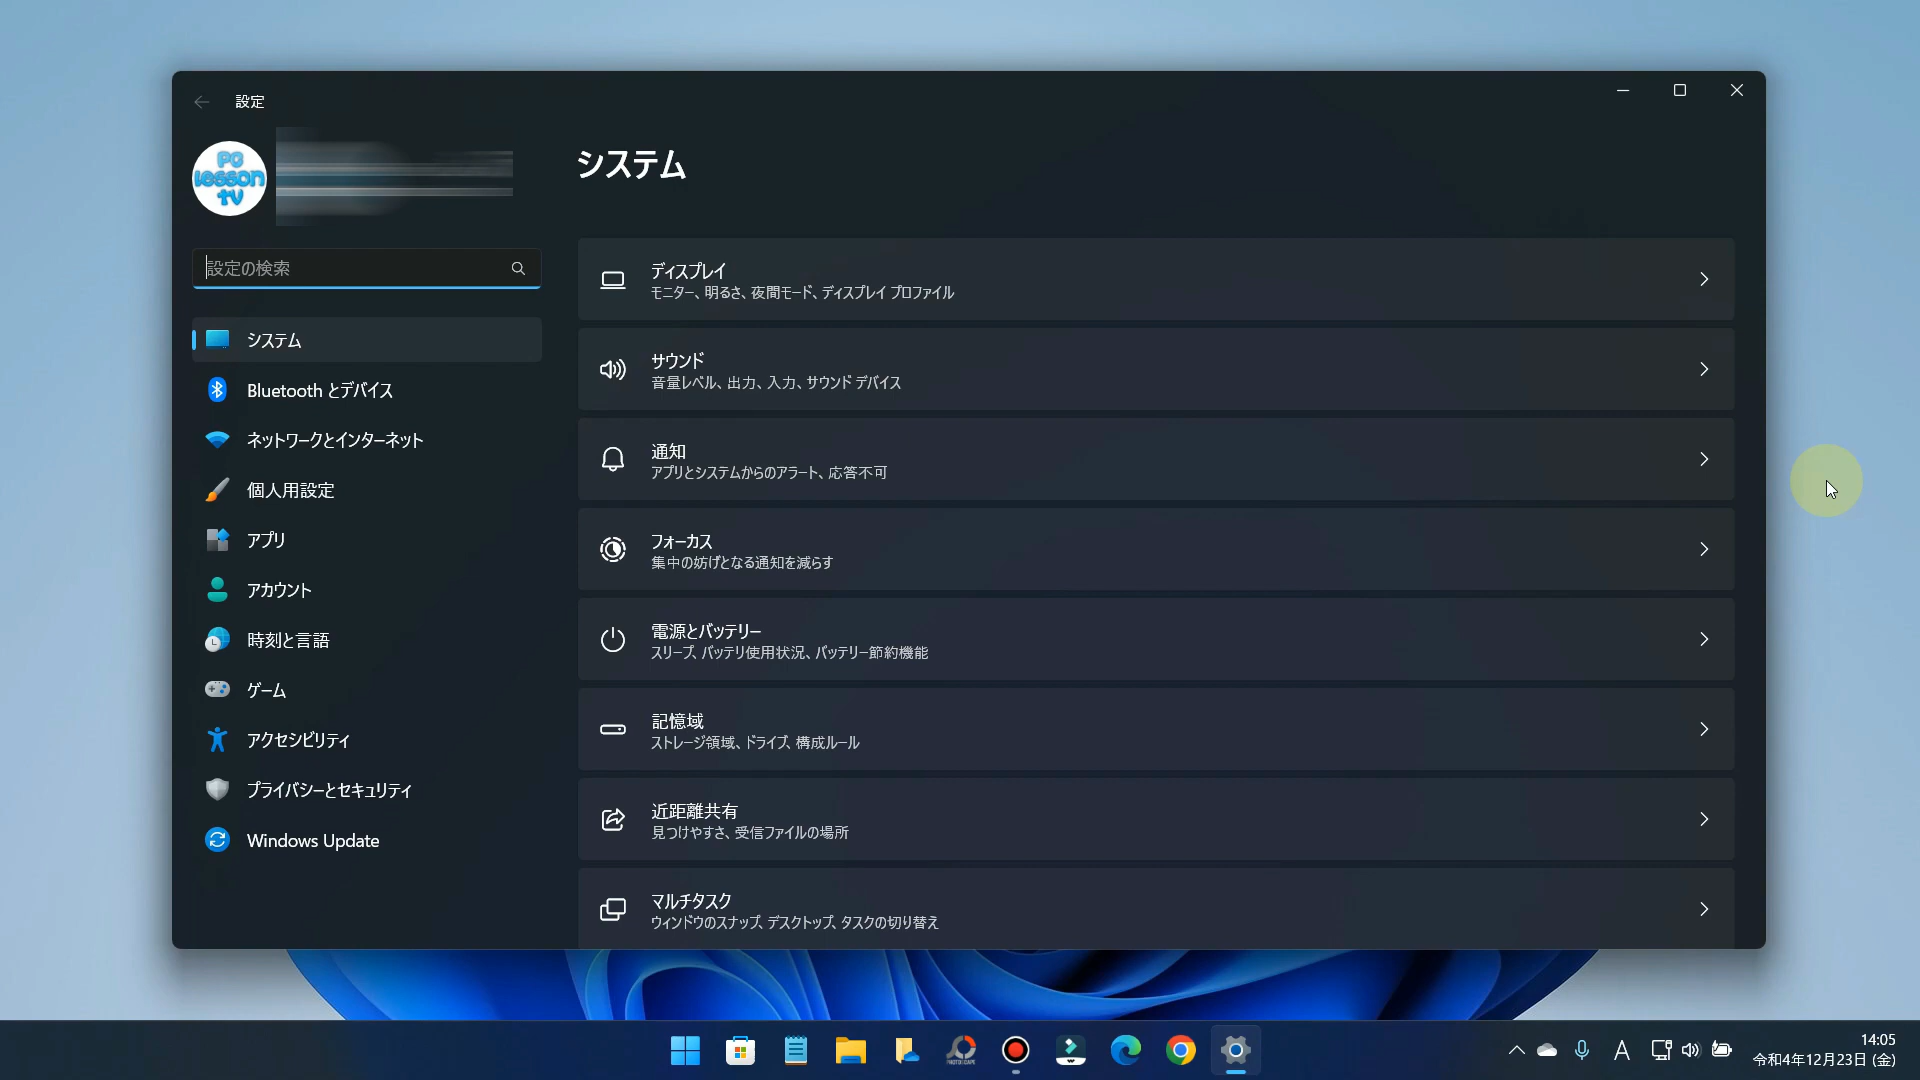 設定
PC
lesson
tv
設定の検索
システム
Bluetooth とデバイス
ネットワークとインターネット
個人用設定
アプリ
アカウント
時刻と言語
ゲーム
アクセシビリティ
プライバシーとセキュリティ
Windows Update
システム
ディスプレイ
モニター、明るさ、夜間モード、ディスプレイ プロファイル
サウンド
音量レベル、出力、入力、サウンド デバイス
通知
アプリとシステムからのアラート、応答不可
フォーカス
集中の妨げとなる通知を減らす
電源とバッテリー
スリープ、バッテリ使用状況、バッテリー節約機能
記憶域
ストレージ領域、ドライブ、構成ルール
近距離共有
見つけやすさ、受信ファイルの場所
マルチタスク
ウィンドウのスナップ、デスクトップ、タスクの切り替え
A
14:05
令和4年12月23日 (金)